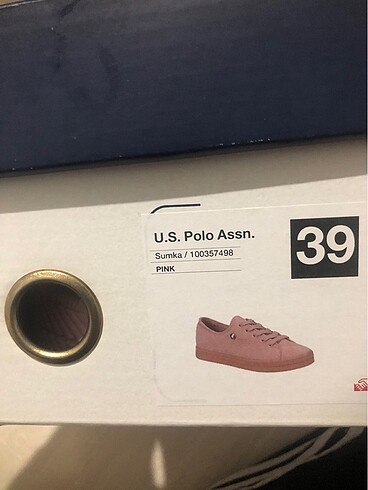 U.S. Polo Assn.
39
Sumka / 100357498
PINK